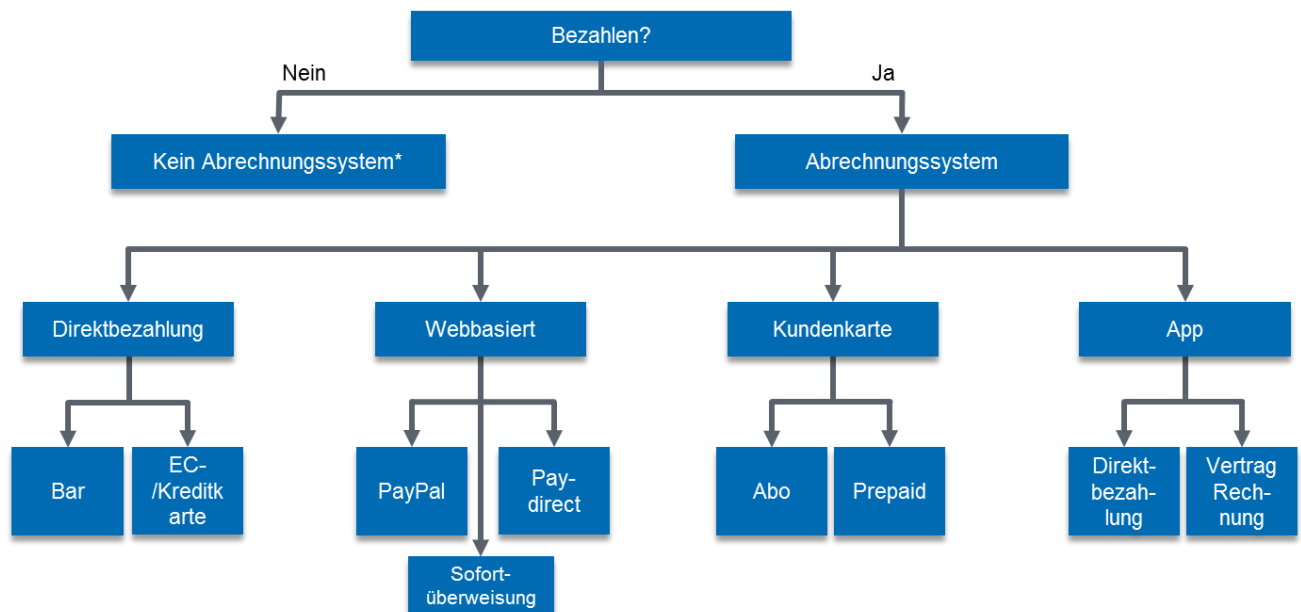 Bezahlen?
Nein
Ja
Kein Abrechnungssystem*
Abrechnungssystem
Direktbezahlung
Webbasiert
Kundenkarte
App
Bar
EC-
/Kreditk
arte
PayPal
Pay-
direct
Abo
Prepaid
Direkt-
bezah-
lung
Vertrag
Rech-
nung
Sofort-
überweisung